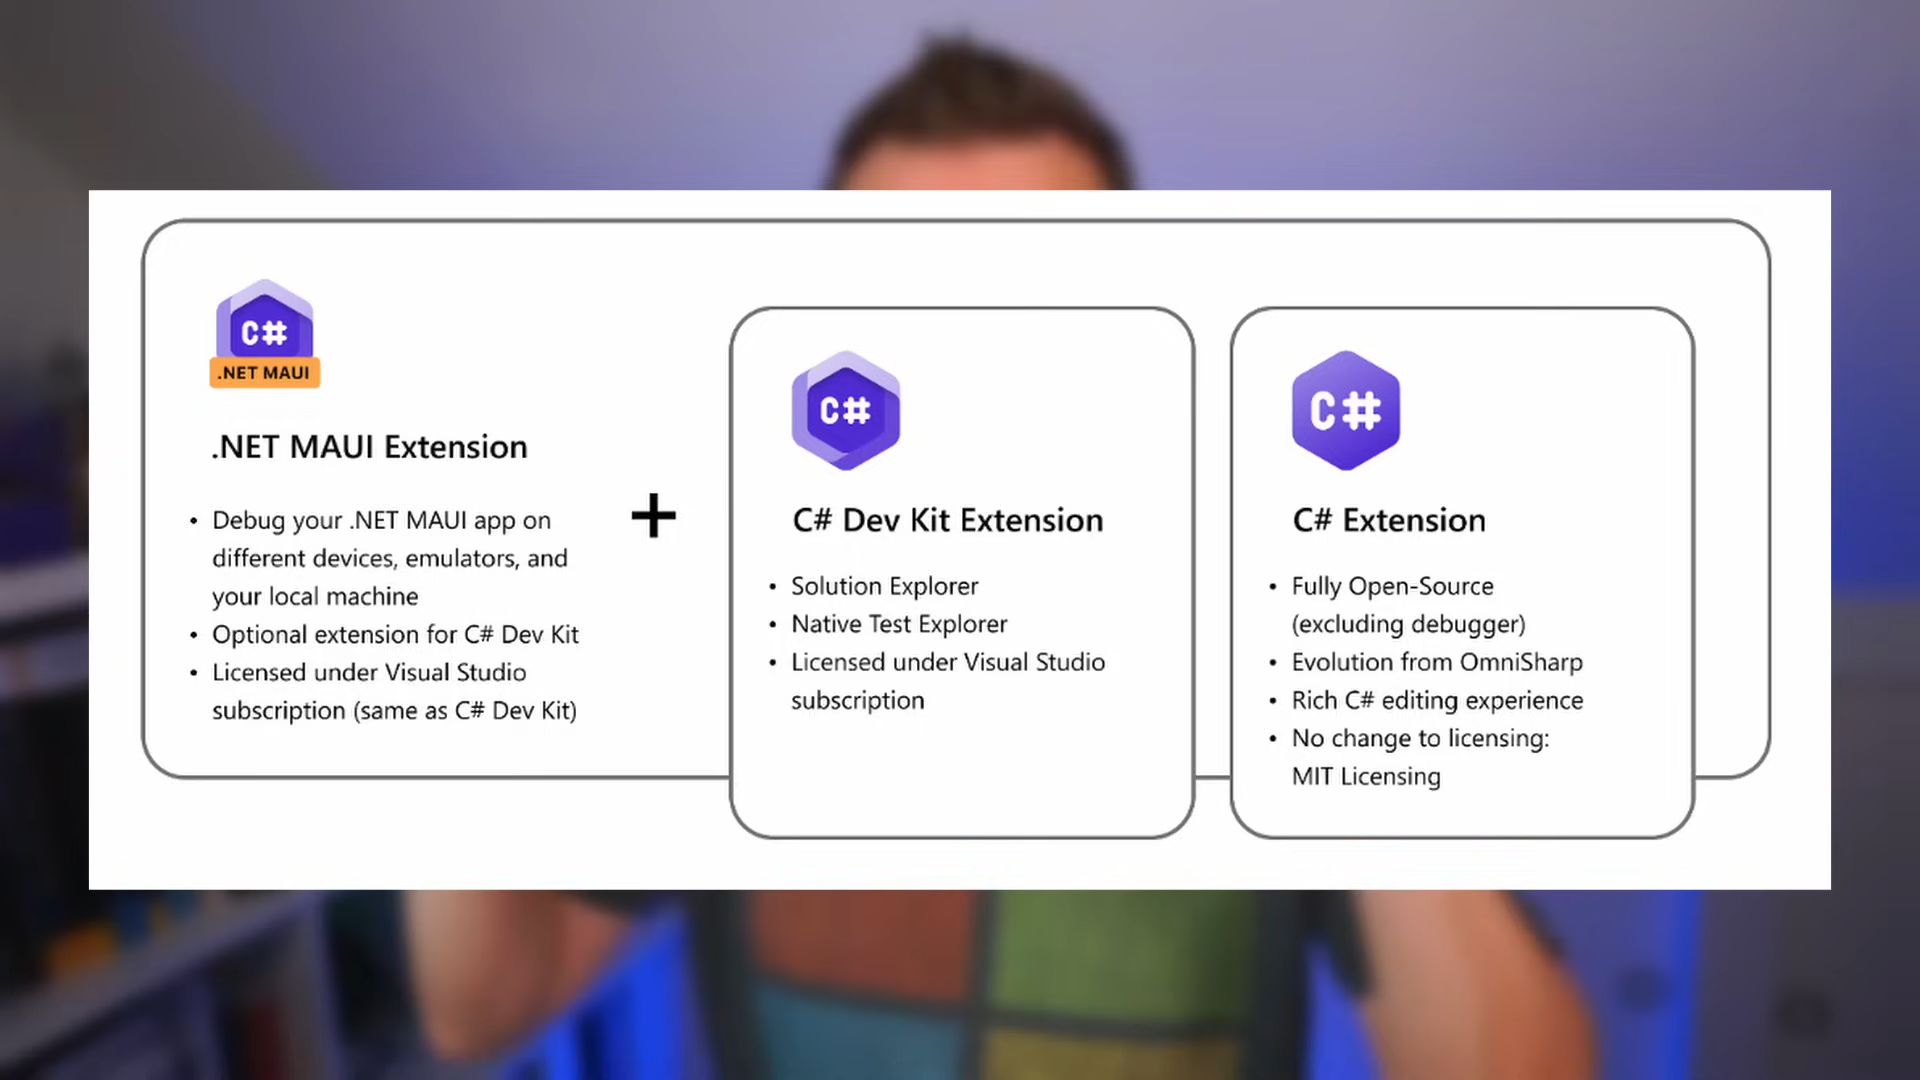 C#
.NET MAUI
.NET MAUI Extension
• Debug your .NET MAUI app on
different devices, emulators, and
your local machine
• Optional extension for C# Dev Kit
• Licensed under Visual Studio
subscription (same as C# Dev Kit)
+
C#
C# Dev Kit Extension
• Solution Explorer
• Native Test Explorer
• Licensed under Visual Studio
subscription
C#
C# Extension
• Fully Open-Source
(excluding debugger)
• Evolution from OmniSharp
• Rich C# editing experience
• No change to licensing:
MIT Licensing